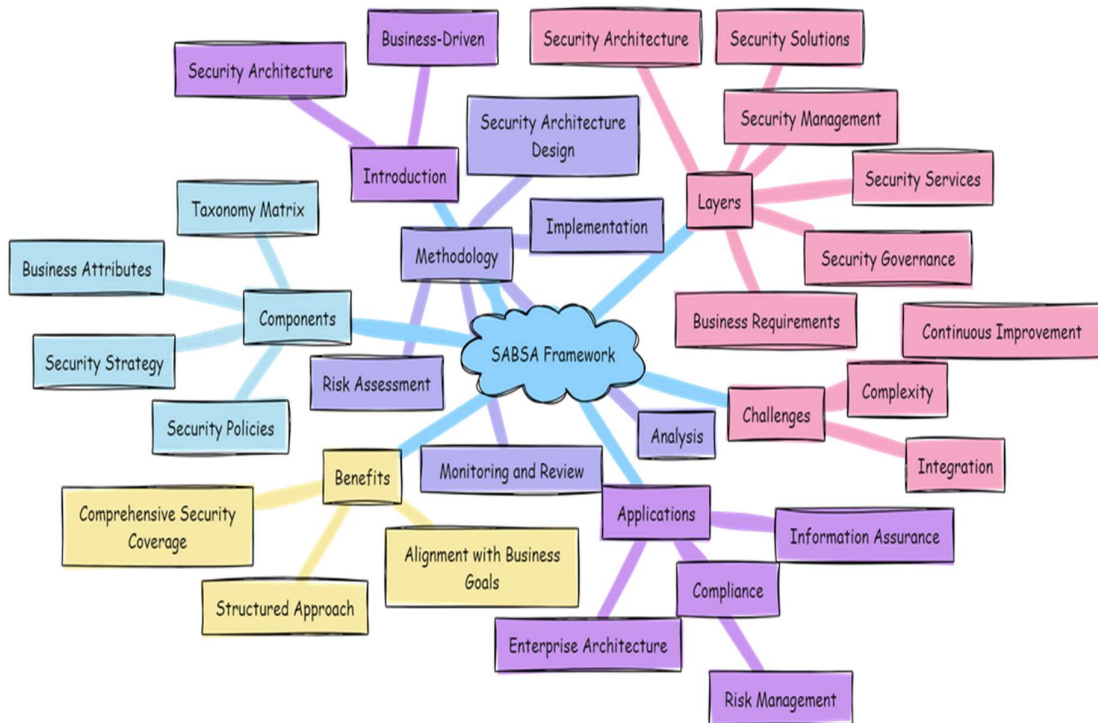 Business-Driven
Security Architecture
Introduction
Security Architecture
Security Solutions
Security Management
Security Services
Layers
Security Governance
Business Requirements
Security Architecture
Design
Implementation
Methodology
Risk Assessment
Analysis
Monitoring and Review
Taxonomy Matrix
Business Attributes
Components
Security Strategy
Security Policies
SABSA Framework
Continuous Improvement
Complexity
Challenges
Integration
Benefits
Comprehensive Security
Coverage
Structured Approach
Alignment with Business
Goals
Applications
Information Assurance
Compliance
Enterprise Architecture
Risk Management